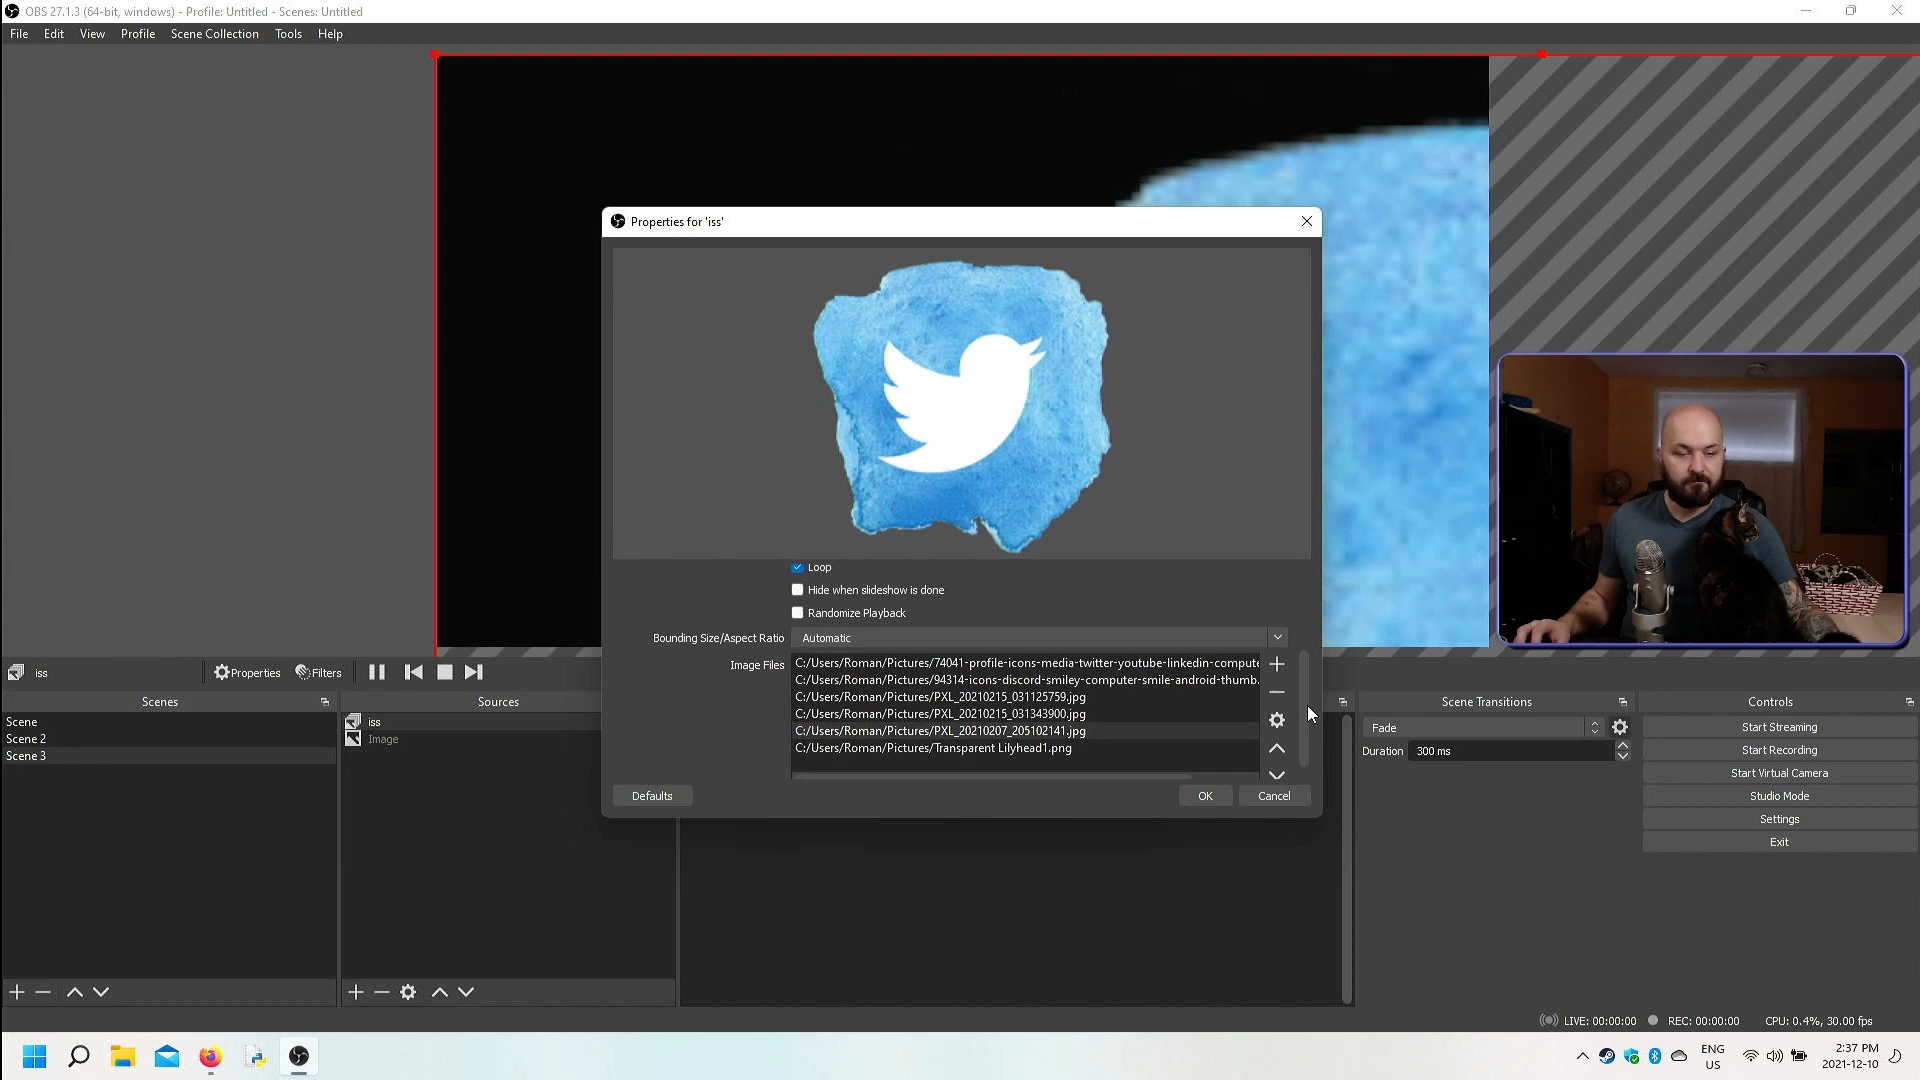 OBS 27.1.3 (64-bit, windows) - Profile: Untitled - Scenes: Untitled
File Edit View Profile Scene Collection Tools Help
Properties for 'iss'
Loop
Hide when slideshow is done
Randomize Playback
Bounding Size/Aspect Ratio Automatic
Image Files
C:/Users/Roman/Pictures/74041-profile-icons-media-twitter-youtube-linkedin-compute
C:/Users/Roman/Pictures/94314-icons-discord-smiley-computer-smile-android-thumb.
C:/Users/Roman/Pictures/PXL_20210215_031125759.jpg
C:/Users/Roman/Pictures/PXL_20210215_031343900.jpg
C:/Users/Roman/Pictures/PXL_20210207_205102141.jpg
C:/Users/Roman/Pictures/Transparent Lilyhead1.png
Defaults OK Cancel
iss Properties Filters
Scenes
Scene
Scene 2
Scene 3
Sources
iss
Image
Scene Transitions
Fade
Duration 300 ms
Controls
Start Streaming
Start Recording
Start Virtual Camera
Studio Mode
Settings
Exit
LIVE: 00:00:00 REC: 00:00:00 CPU: 0.4%, 30.00 fps
ENG
US
2:37 PM
2021-12-10